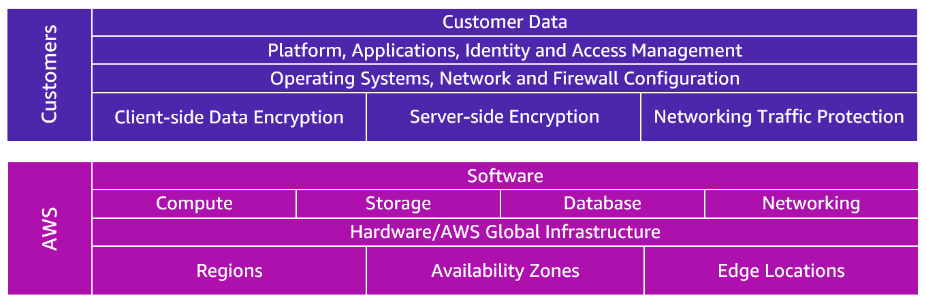 Customers
Customer Data
Platform, Applications, Identity and Access Management
Operating Systems, Network and Firewall Configuration
Client-side Data Encryption
Server-side Encryption
Networking Traffic Protection
AWS
Software
Compute
Storage
Database
Networking
Hardware/AWS Global Infrastructure
Regions
Availability Zones
Edge Locations